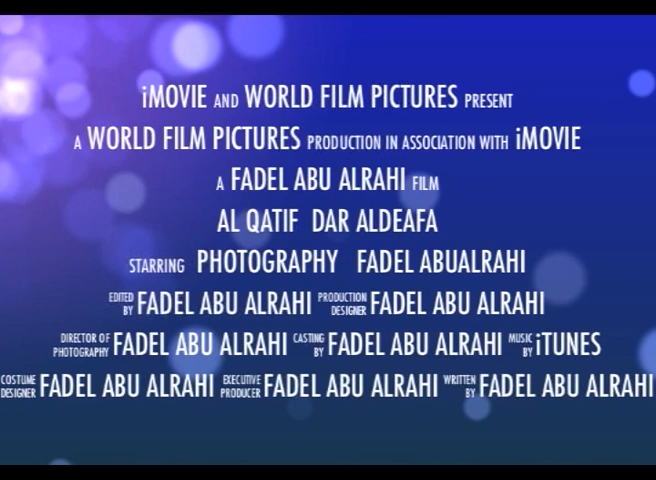 iMOVIE AND WORLD FILM PICTURES PRESENT
A WORLD FILM PICTURES PRODUCTION IN ASSOCIATION WITH iMOVIE
A FADEL ABU ALRAHI FILM
AL QATIF DAR ALDEAFA
STARRING PHOTOGRAPHY FADEL ABUALRAHI
EDITED BY FADEL ABU ALRAHI PRODUCTION DESIGNER FADEL ABU ALRAHI
DIRECTOR OF PHOTOGRAPHY FADEL ABU ALRAHI CASTING BY FADEL ABU ALRAHI MUSIC BY iTUNES
COSTUME DESIGNER FADEL ABU ALRAHI EXECUTIVE PRODUCER FADEL ABU ALRAHI WRITTEN BY FADEL ABU ALRAHI